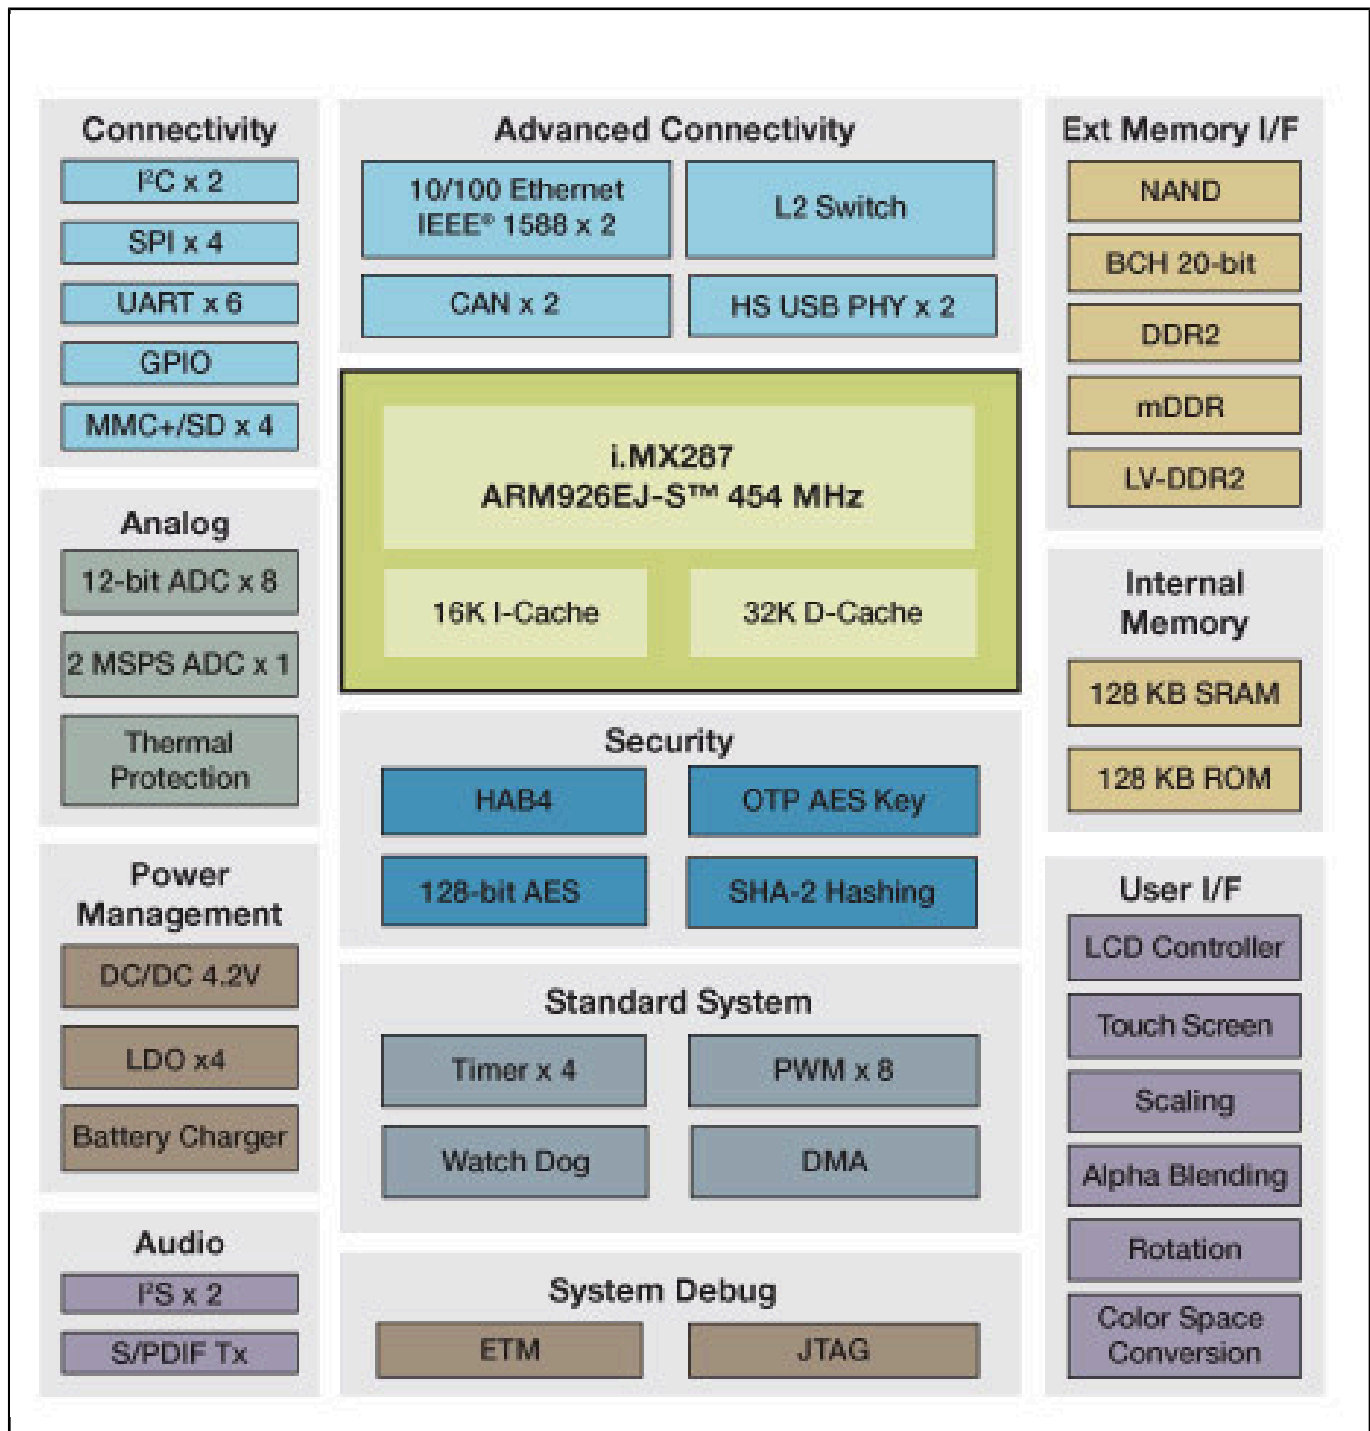 Connectivity
I²C x 2
SPI x 4
UART x 6
GPIO
MMC+/SD x 4
Analog
12-bit ADC x 8
2 MSPS ADC x 1
Thermal
Protection
Power
Management
DC/DC 4.2V
LDO x4
Battery Charger
Audio
I²S x 2
S/PDIF Tx
Advanced Connectivity
10/100 Ethernet
IEEE® 1588 x 2
L2 Switch
CAN x 2
HS USB PHY x 2
i.MX287
ARM926EJ-S™ 454 MHz
16K I-Cache
32K D-Cache
Security
HAB4
OTP AES Key
128-bit AES
SHA-2 Hashing
Standard System
Timer x 4
PWM x 8
Watch Dog
DMA
System Debug
ETM
JTAG
Ext Memory I/F
NAND
BCH 20-bit
DDR2
mDDR
LV-DDR2
Internal
Memory
128 KB SRAM
128 KB ROM
User I/F
LCD Controller
Touch Screen
Scaling
Alpha Blending
Rotation
Color Space
Conversion